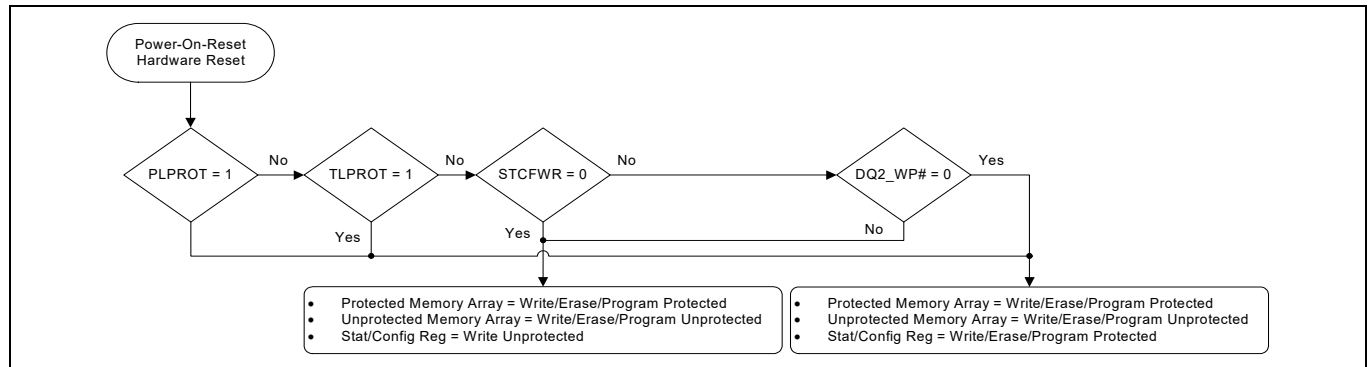 Power-On-Reset
Hardware Reset
PLPROT = 1
No
TLPROT = 1
No
STCFWR = 0
No
DQ2_WP# = 0
Yes
Yes
Yes
No
• Protected Memory Array = Write/Erase/Program Protected
• Unprotected Memory Array = Write/Erase/Program Unprotected
• Stat/Config Reg = Write Unprotected
• Protected Memory Array = Write/Erase/Program Protected
• Unprotected Memory Array = Write/Erase/Program Unprotected
• Stat/Config Reg = Write/Erase/Program Protected